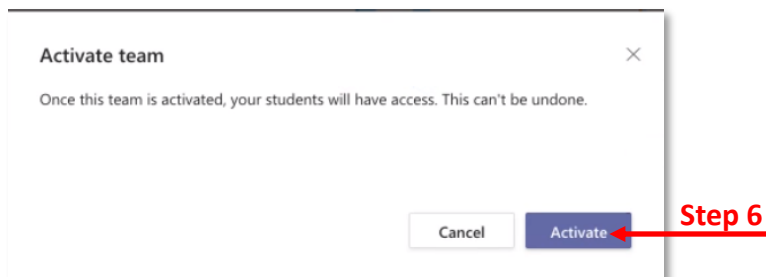 Activate team
Once this team is activated, your students will have access. This can't be undone.
Cancel
Activate
Step 6